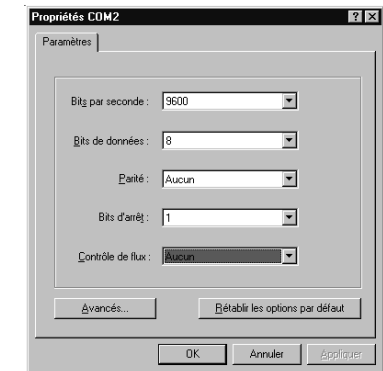 Propriétés COM2
Paramètres
Bits par seconde : 9600
Bits de données : 8
Parité : Aucun
Bits d'arrêt : 1
Contrôle de flux : Aucun
Avancés... Rétablir les options par défaut
OK Annuler Appliquer